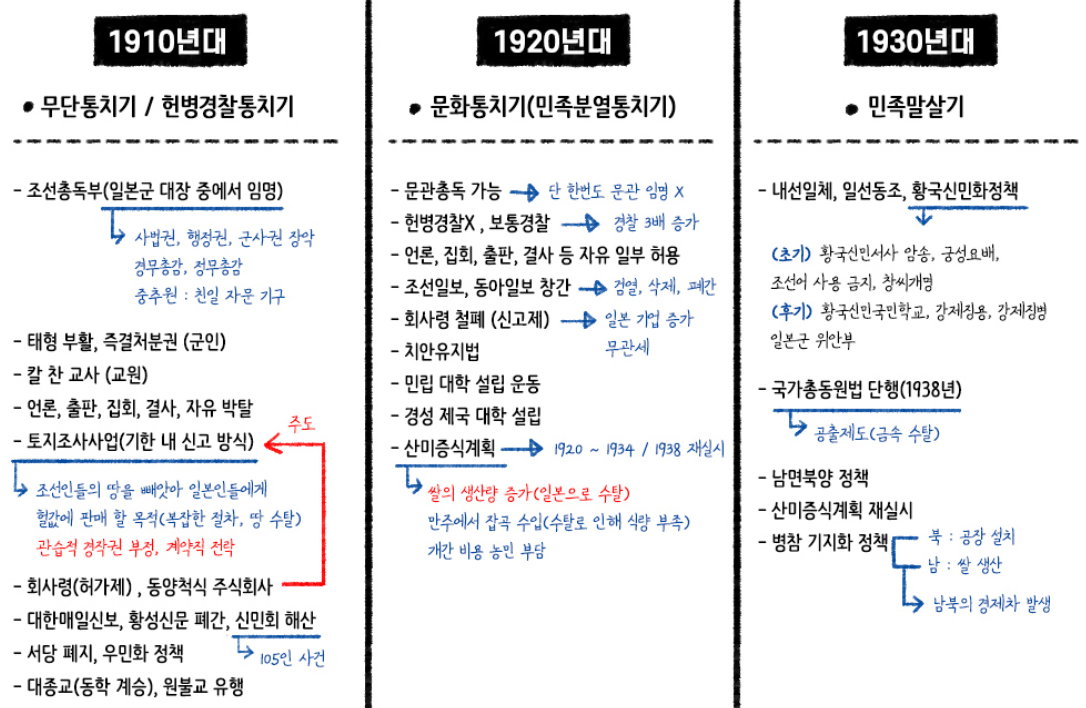 1910년대
• 무단통치기 / 헌병경찰통치기
- 조선총독부(일본군 대장 중에서 임명)
사법권, 행정권, 군사권 장악
경무총감, 정무총감
중추원 : 친일 자문 기구
- 태형 부활, 즉결처분권 (군인)
- 칼 찬 교사 (교원)
- 언론, 출판, 집회, 결사, 자유 박탈
주도
- 토지조사사업(기한 내 신고 방식)
조선인들의 땅을 빼앗아 일본인들에게
헐값에 판매 할 목적(복잡한 절차, 땅 수탈)
관습적 경작권 부정, 계약직 전락
- 회사령(허가제) , 동양척식 주식회사
- 대한매일신보, 황성신문 폐간, 신민회 해산
105인 사건
- 서당 폐지, 우민화 정책
- 대종교(동학 계승), 원불교 유행
1920년대
• 문화통치기(민족분열통치기)
- 문관총독 가능 → 단 한번도 문관 임명 X
- 헌병경찰X , 보통경찰 → 경찰 3배 증가
- 언론, 집회, 출판, 결사 등 자유 일부 허용
- 조선일보, 동아일보 창간 → 검열, 삭제, 폐간
- 회사령 철폐 (신고제) → 일본 기업 증가
무관세
- 치안유지법
- 민립 대학 설립 운동
- 경성 제국 대학 설립
- 산미증식계획 → 1920 ~ 1934 / 1938 재실시
쌀의 생산량 증가(일본으로 수탈)
만주에서 잡곡 수입(수탈로 인해 식량 부족)
개간 비용 농민 부담
1930년대
• 민족말살기
- 내선일체, 일선동조, 황국신민화정책
(초기) 황국신민서사 암송, 궁성요배,
조선어 사용 금지, 창씨개명
(후기) 황국신민국민학교, 강제징용, 강제징병
일본군 위안부
- 국가총동원법 단행(1938년)
공출제도(금속 수탈)
- 남면북양 정책
- 산미증식계획 재실시
- 병참 기지화 정책
북 : 공장 설치
남 : 쌀 생산
남북의 경제차 발생